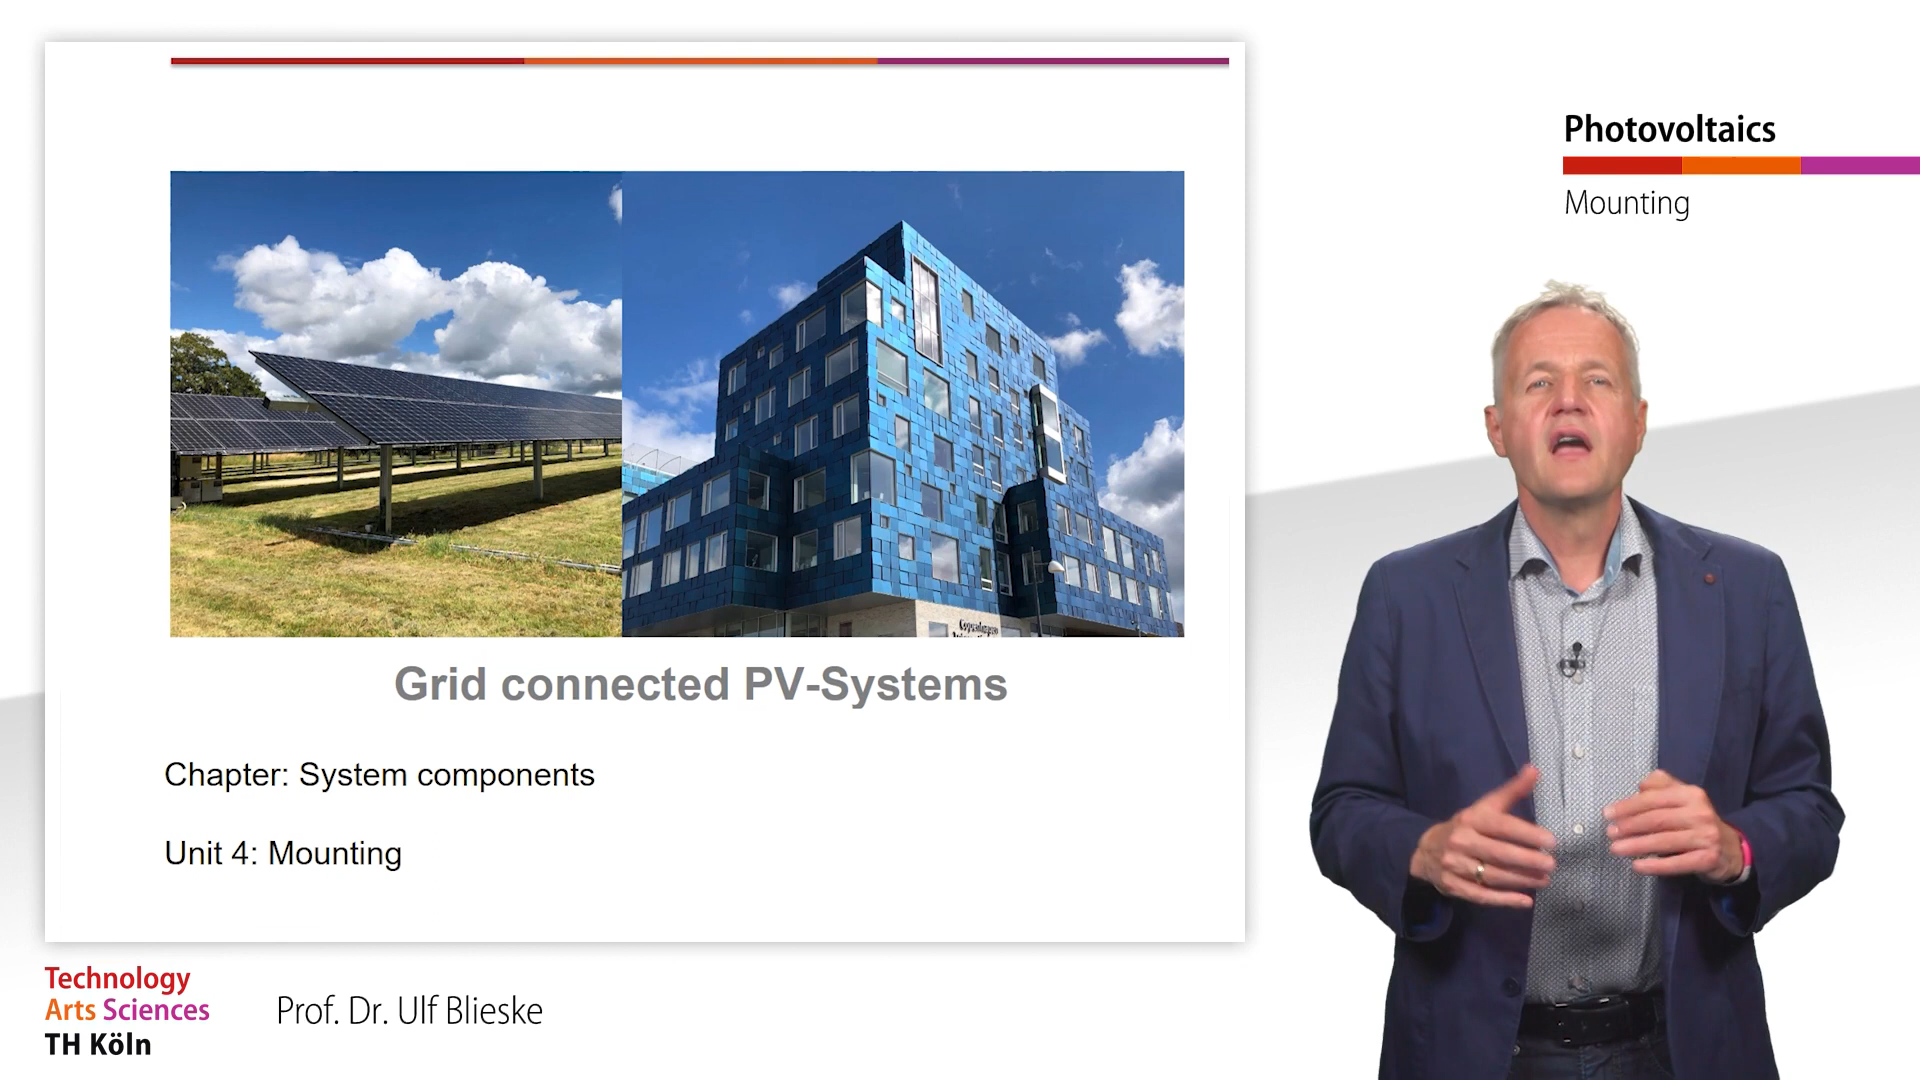 Photovoltaics
Mounting
Copenhagen
Grid connected PV-Systems
Chapter: System components
Unit 4: Mounting
Technology
Arts Sciences
TH Köln
Prof. Dr. Ulf Blieske